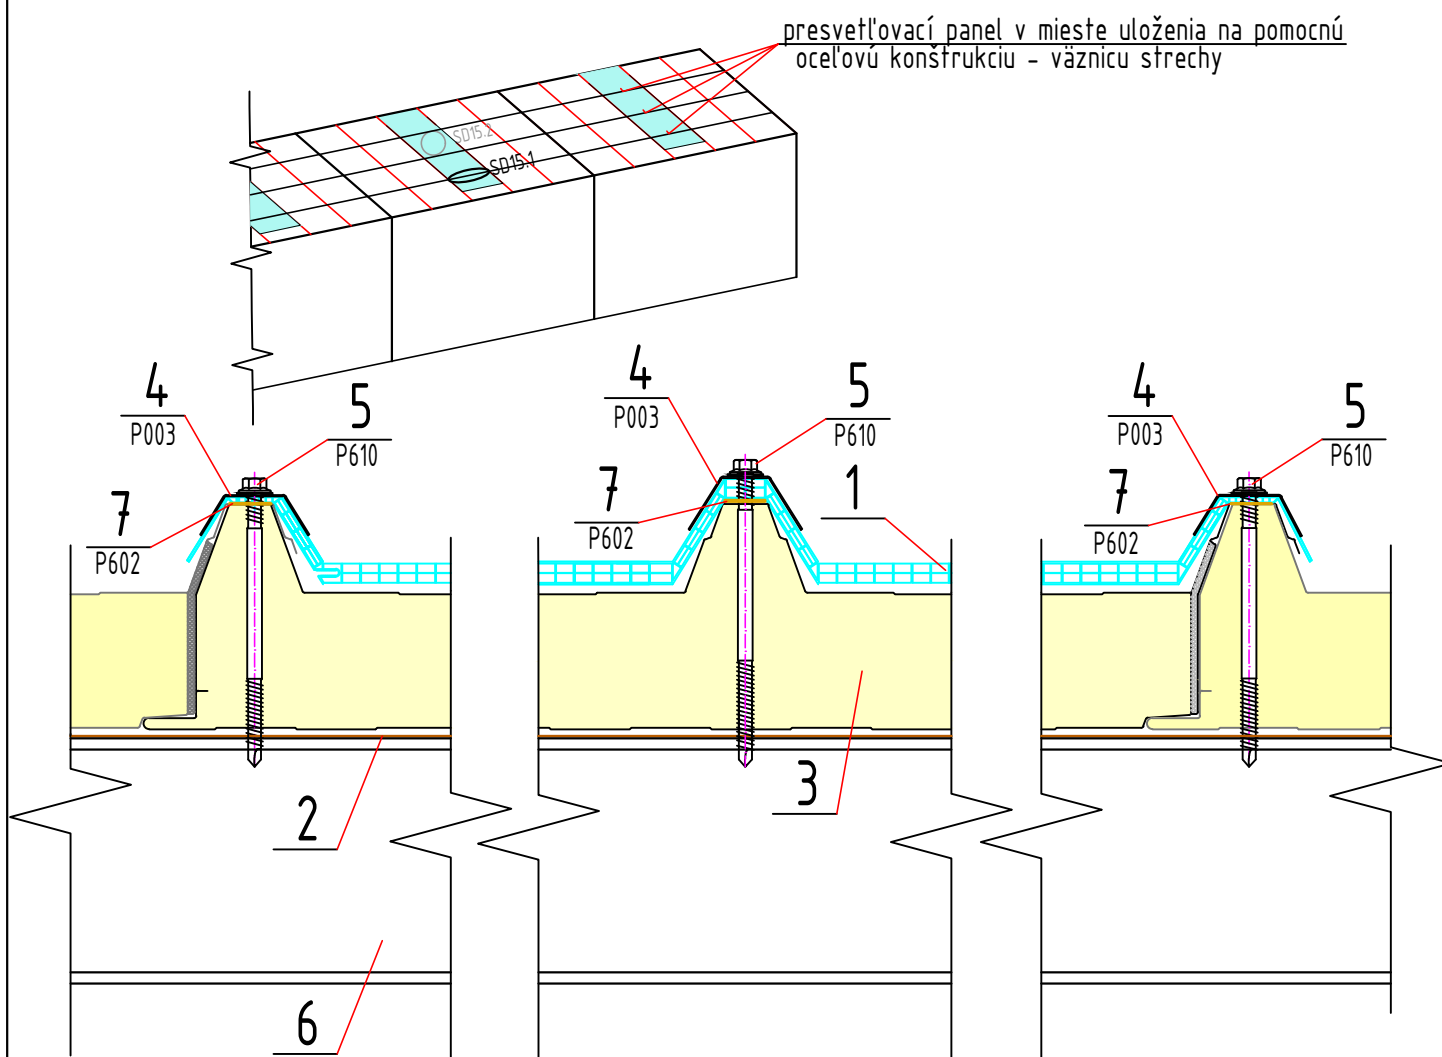 presvetľovací panel v mieste uloženia na pomocnú
oceľovú konštrukciu - väznicu strechy
SD15.2
SD15.1
4
P003
5
P610
7
P602
4
P003
5
P610
7
P602
1
4
P003
5
P610
7
P602
2
3
6